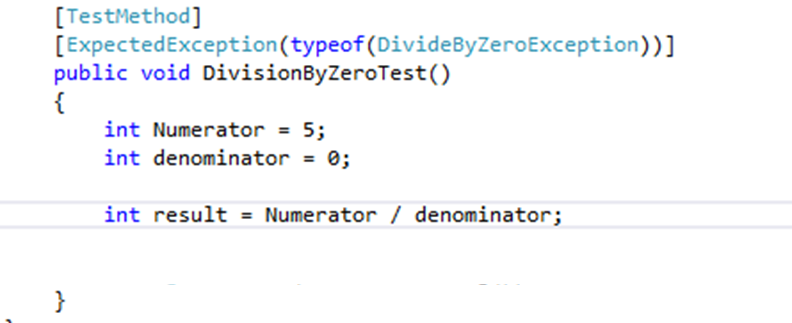 [TestMethod]
[ExpectedException(typeof(DivideByZeroException))]
public void DivisionByZeroTest()
{
    int Numerator = 5;
    int denominator = 0;
    int result = Numerator / denominator;
}